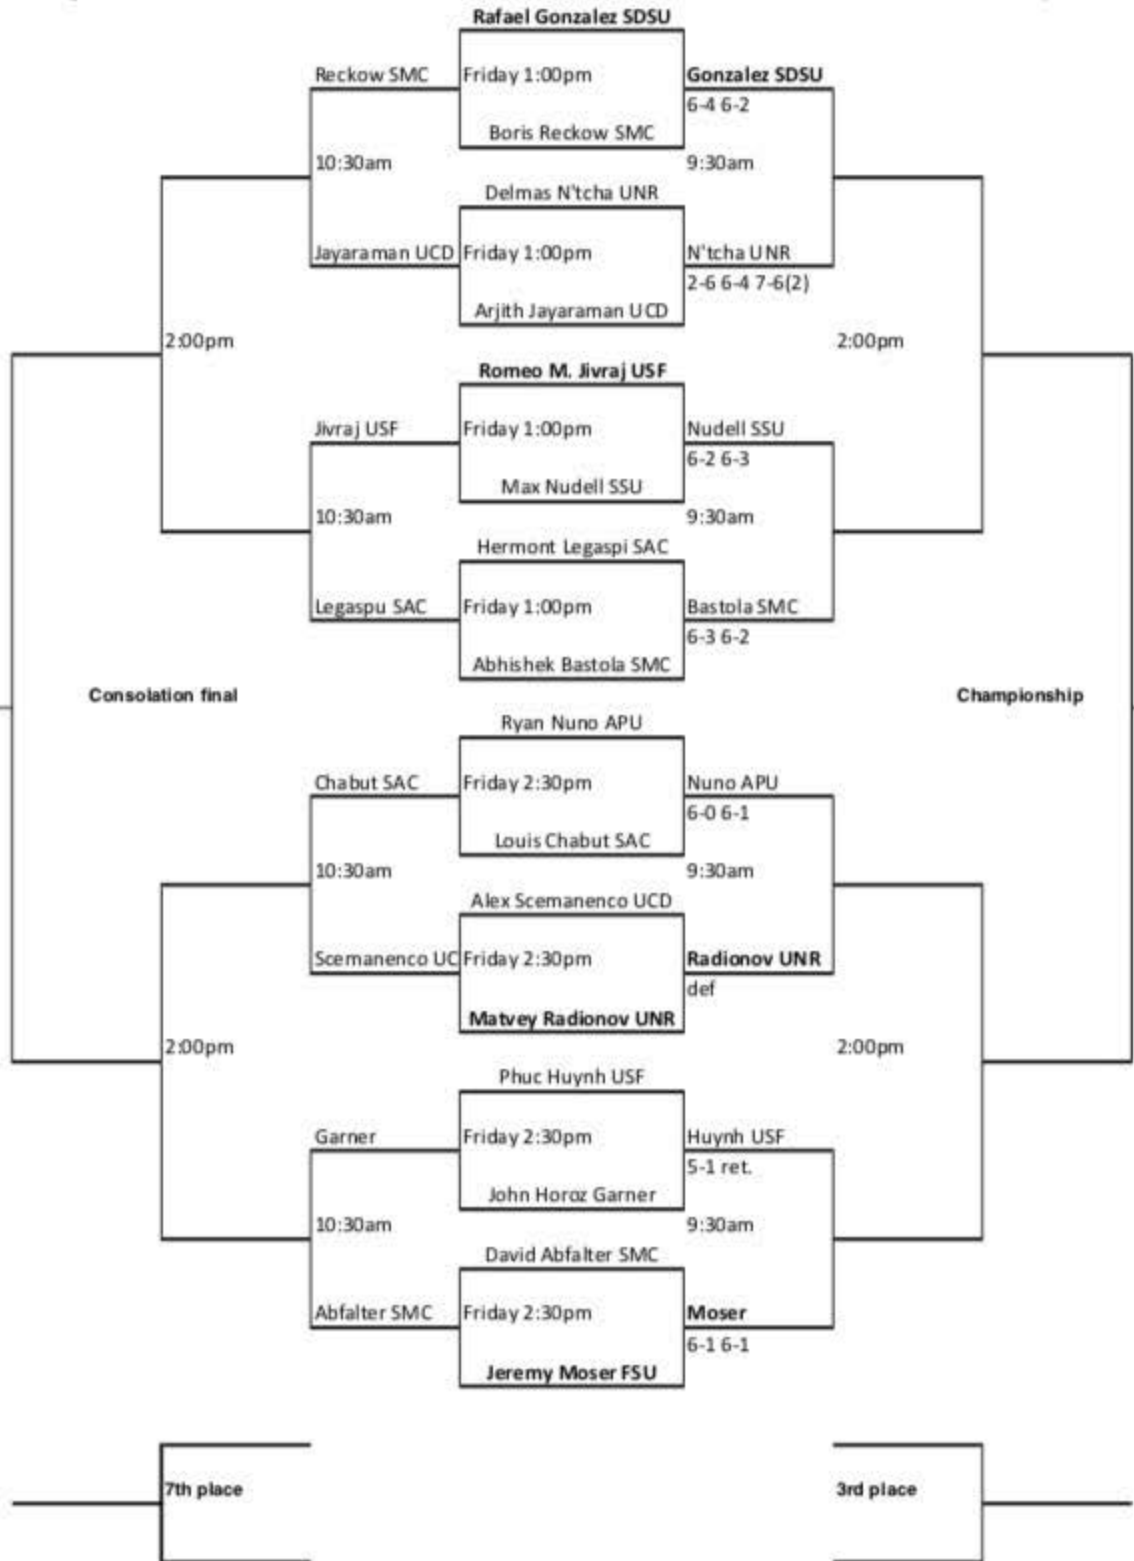 Rafael Gonzalez SDSU
Reckow SMC
Friday 1:00pm
Gonzalez SDSU
6-4 6-2
Boris Reckow SMC
10:30am
9:30am
Delmas N'tcha UNR
Jayaraman UCD
Friday 1:00pm
N'tcha UNR
2-6 6-4 7-6(2)
Arjith Jayaraman UCD
2:00pm
2:00pm
Romeo M. Jivraj USF
Jivraj USF
Friday 1:00pm
Nudell SSU
6-2 6-3
Max Nudell SSU
10:30am
9:30am
Hermont Legaspi SAC
Legaspu SAC
Friday 1:00pm
Bastola SMC
6-3 6-2
Abhishek Bastola SMC
Consolation final
Championship
Ryan Nuno APU
Chabut SAC
Friday 2:30pm
Nuno APU
6-0 6-1
Louis Chabut SAC
10:30am
9:30am
Alex Scemanenco UCD
Scemanenco UC
Friday 2:30pm
Radionov UNR
def
Matvey Radionov UNR
2:00pm
2:00pm
Phuc Huynh USF
Garner
Friday 2:30pm
Huynh USF
5-1 ret.
John Horoz Garner
10:30am
9:30am
David Abfalter SMC
Abfalter SMC
Friday 2:30pm
Moser
6-1 6-1
Jeremy Moser FSU
7th place
3rd place